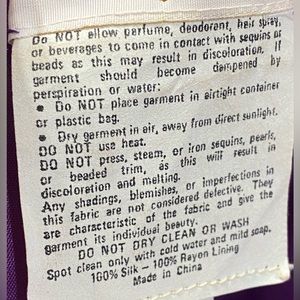 Do NOT allow perfume, deodorant, hair spray,
or beverages to come in contact with sequins or
beads as this may result in discoloration. If
garment should become dampened by
perspiration or water:
• Do NOT place garment in airtight container
or plastic bag.
• Dry garment in air, away from direct sunlight.
DO NOT use heat.
DO NOT press, steam, or iron sequins, pearls,
or beaded trim, as this will result in
discoloration and melting.
Any shadings, blemishes, or imperfections in
this fabric are not considered defective. They
are characteristic of the fabric and give the
garment its individual beauty.
DO NOT DRY CLEAN OR WASH
Spot clean only with cold water and mild soap.
100% Silk - 100% Rayon Lining
Made in China